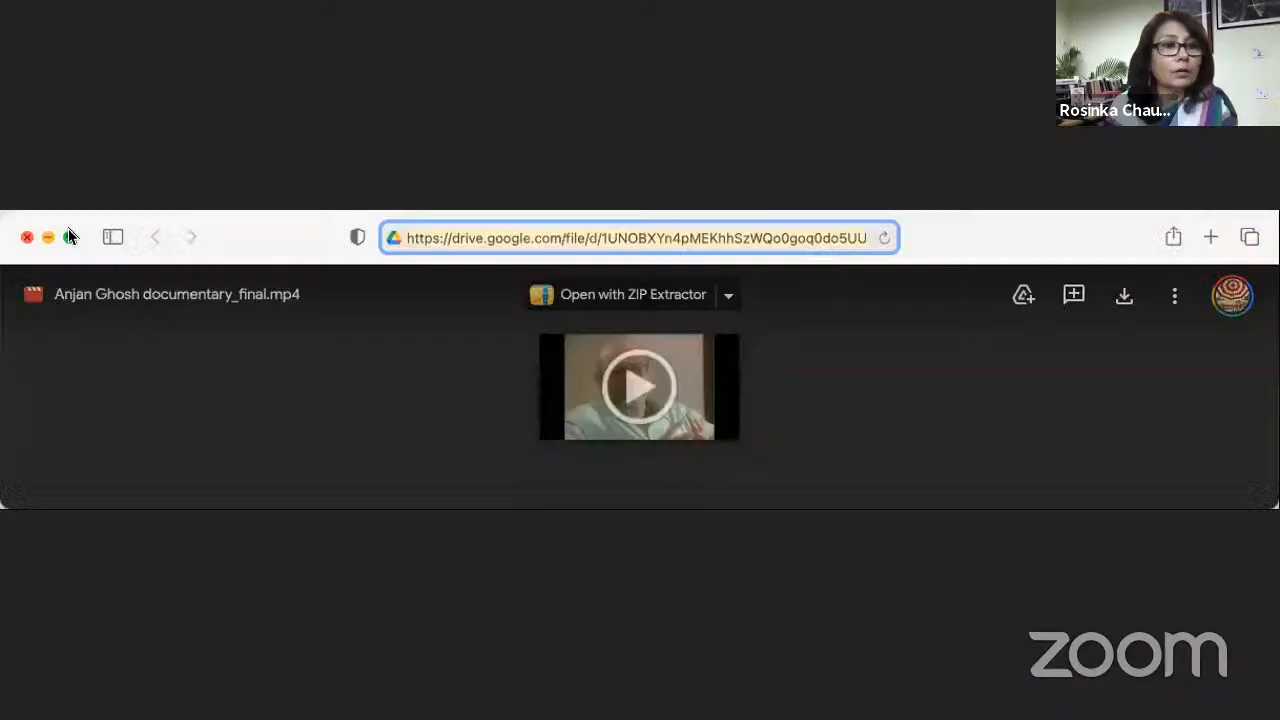 Rosinka Chau...
https://drive.google.com/file/d/1UNOBXYn4pMEKhhSzWQo0goq0do5UU
Anjan Ghosh documentary_final.mp4
Open with ZIP Extractor
zoom